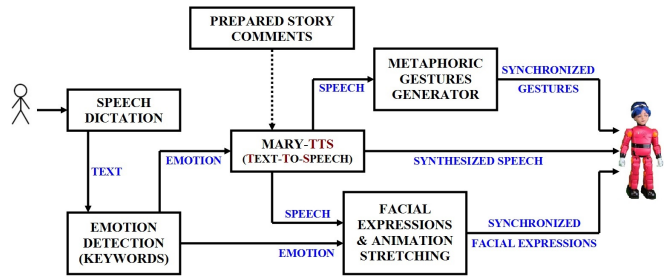 PREPARED STORY
COMMENTS
METAPHORIC
GESTURES
GENERATOR
SYNCHRONIZED
GESTURES
SPEECH
SPEECH
DICTATION
MARY-TTS
(TEXT-TO-SPEECH)
EMOTION
SYNTHESIZED SPEECH
TEXT
SPEECH
FACIAL
EXPRESSIONS
& ANIMATION
STRETCHING
SYNCHRONIZED
FACIAL EXPRESSIONS
EMOTION
DETECTION
(KEYWORDS)
EMOTION